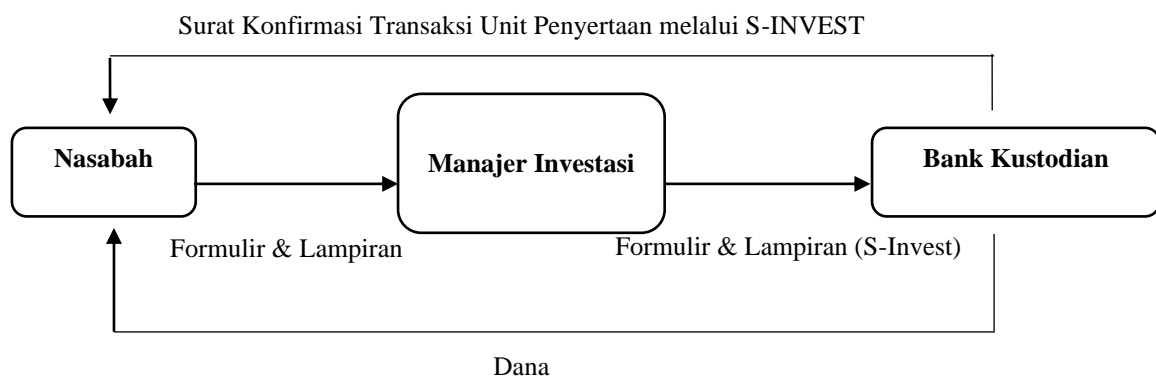 Surat Konfirmasi Transaksi Unit Penyertaan melalui S-INVEST
Nasabah
Manajer Investasi
Bank Kustodian
Formulir & Lampiran
Formulir & Lampiran (S-Invest)
Dana